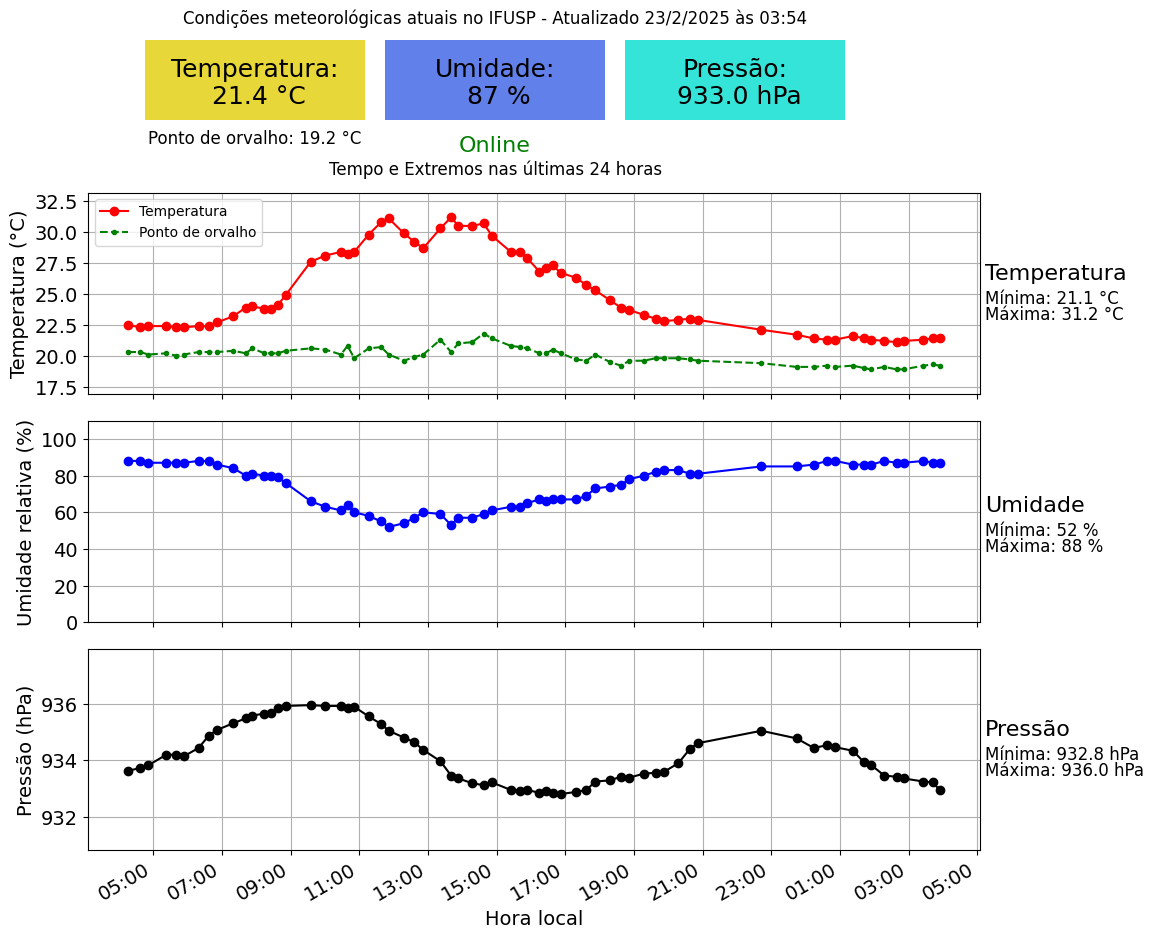 Condições meteorológicas atuais no IFUSP - Atualizado 23/2/2025 às 03:54
Temperatura:
21.4 °C
Umidade:
87 %
Pressão:
933.0 hPa
Ponto de orvalho: 19.2 °C
Online
Tempo e Extremos nas últimas 24 horas
Temperatura (°C)
32.5
30.0
27.5
25.0
22.5
20.0
17.5
Temperatura
Ponto de orvalho
Temperatura
Mínima: 21.1 °C
Máxima: 31.2 °C
Umidade relativa (%)
100
80
60
40
20
0
Umidade
Mínima: 52 %
Máxima: 88 %
Pressão (hPa)
936
934
932
Pressão
Mínima: 932.8 hPa
Máxima: 936.0 hPa
05:00 07:00 09:00 11:00 13:00 15:00 17:00 19:00 21:00 23:00 01:00 03:00 05:00
Hora local